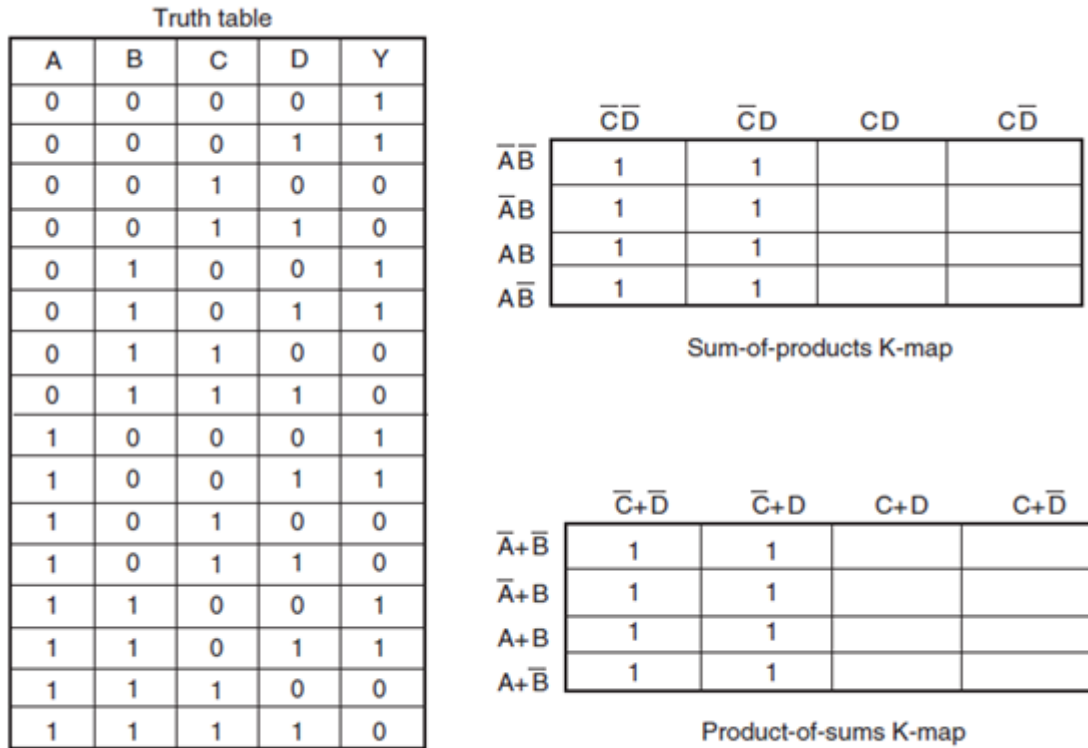 Truth table
A B C D Y
0 0 0 0 1
0 0 0 1 1
0 0 1 0 0
0 0 1 1 0
0 1 0 0 1
0 1 0 1 1
0 1 1 0 0
0 1 1 1 0
1 0 0 0 1
1 0 0 1 1
1 0 1 0 0
1 0 1 1 0
1 1 0 0 1
1 1 0 1 1
1 1 1 0 0
1 1 1 1 0
C̅D̅ C̅D CD CD̅
A̅B̅ 1 1
A̅B 1 1
AB 1 1
AB̅ 1 1
Sum-of-products K-map
C̅+D̅ C̅+D C+D C+D̅
A̅+B̅ 1 1
A̅+B 1 1
A+B 1 1
A+B̅ 1 1
Product-of-sums K-map